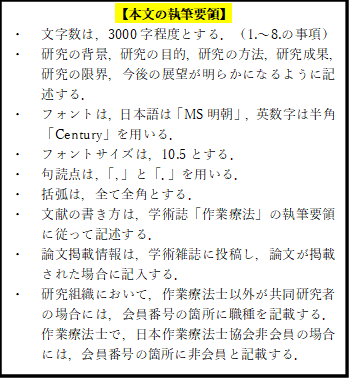 【本文の執筆要領】
・ 文字数は，3000字程度とする．（1.～8.の事項）
・ 研究の背景，研究の目的，研究の方法，研究成果，
研究の限界，今後の展望が明らかになるように記
述する．
・ フォントは，日本語は「MS明朝」，英数字は半角
「Century」を用いる．
・ フォントサイズは，10.5とする．
・ 句読点は，「，」と「．」を用いる．
・ 括弧は，全て全角とする．
・ 文献の書き方は，学術誌「作業療法」の執筆要領
に従って記述する．
・ 論文掲載情報は，学術雑誌に投稿し，論文が掲載
された場合に記入する．
・ 研究組織において，作業療法士以外が共同研究者
の場合には，会員番号の箇所に職種を記載する．
作業療法士で，日本作業療法士協会非会員の場合
には，会員番号の箇所に非会員と記載する．